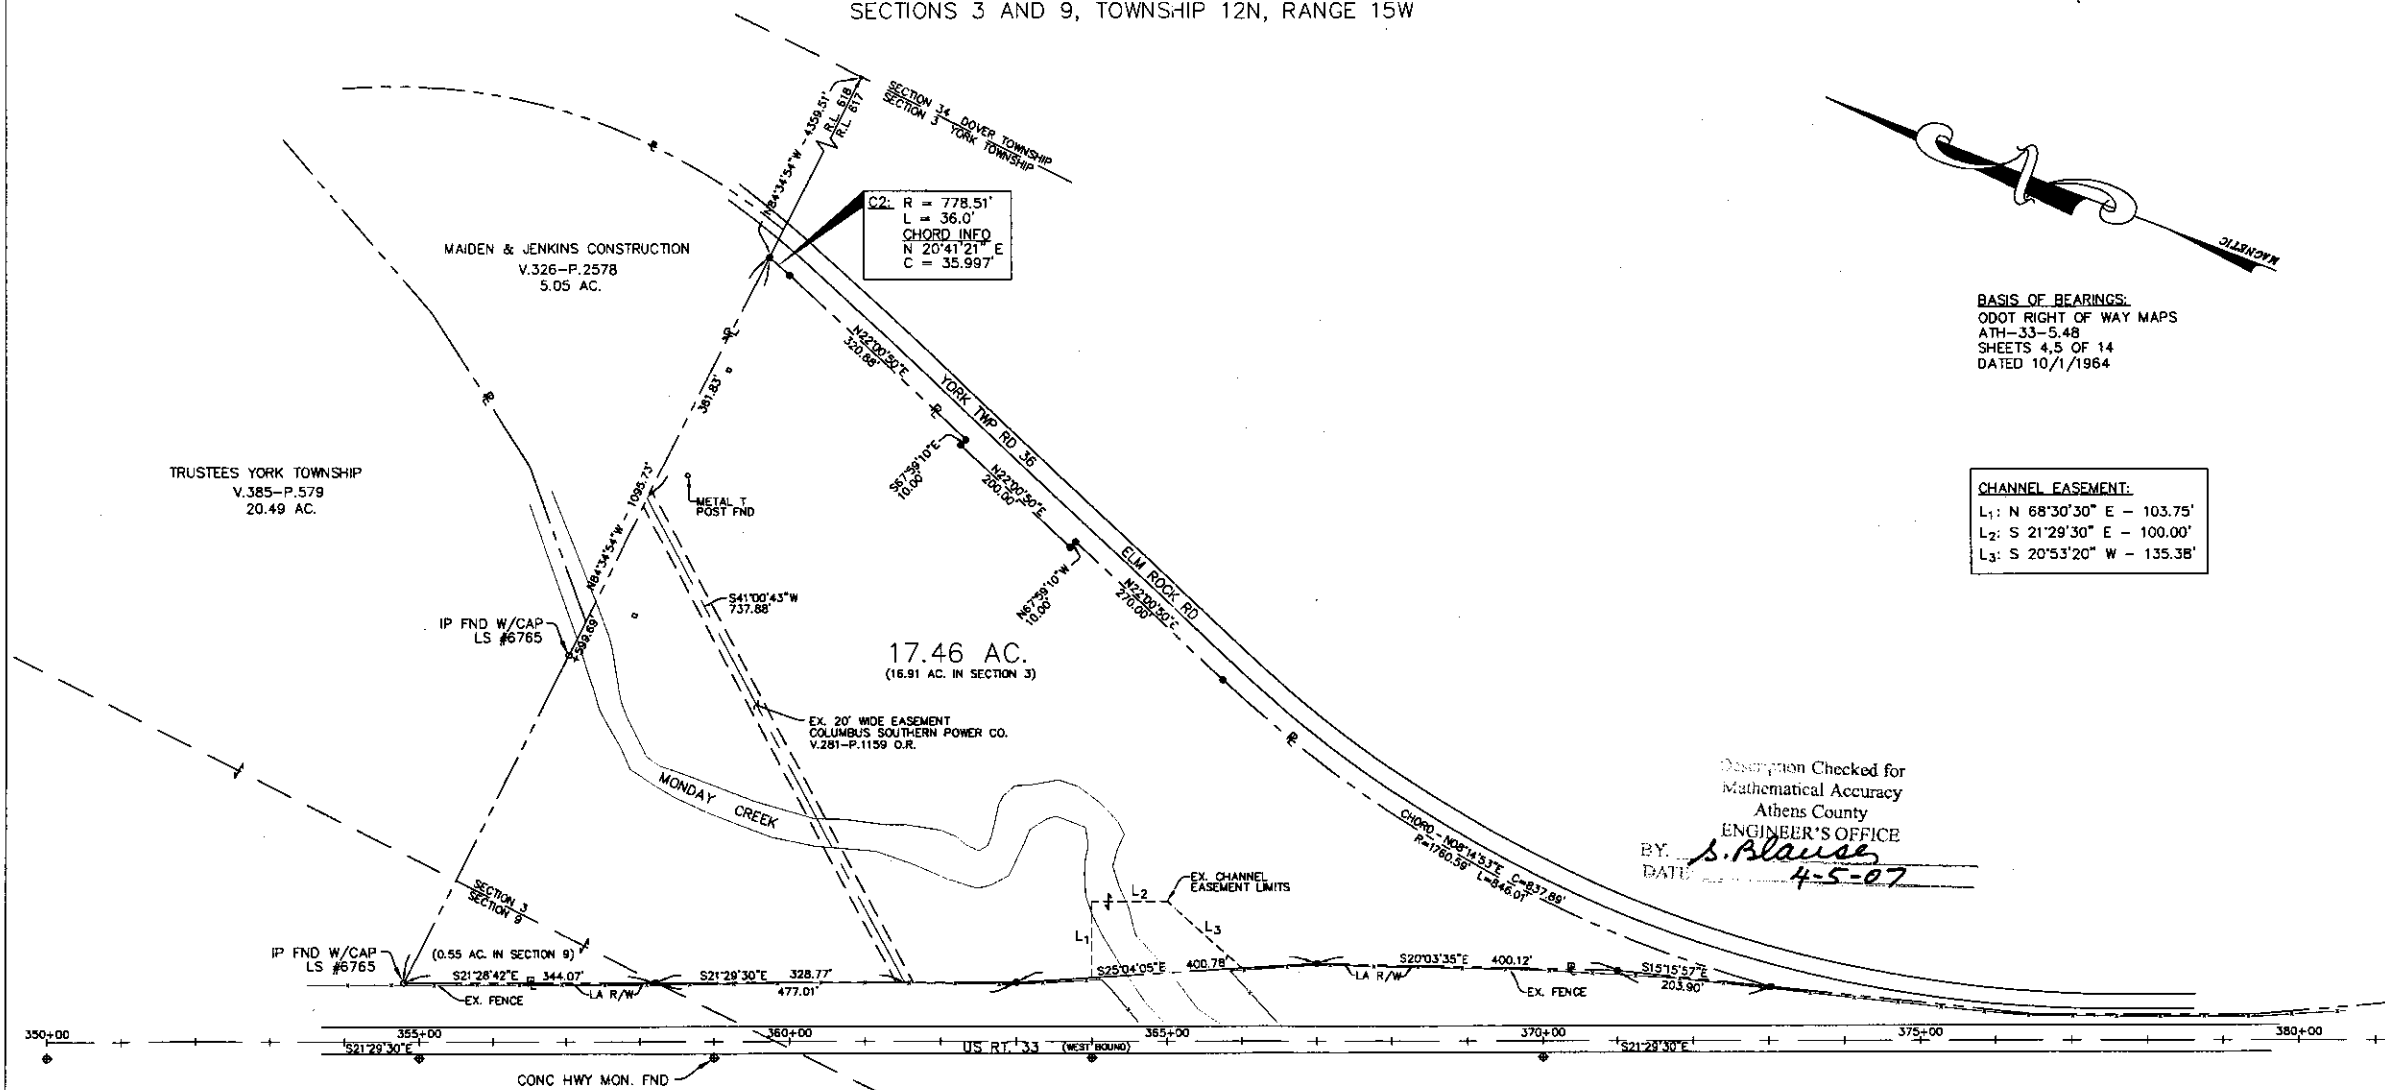 SECTIONS 3 AND 9, TOWNSHIP 12N, RANGE 15W
SECTION 34 DOVER TOWNSHIP
SECTION 3 YORK TOWNSHIP
N84°34'54"W - 4359.51'
R.L. 618
R.L. 617
C2: R = 778.51'
L = 36.0'
CHORD INFO
N 20°41'21" E
C = 35.997'
MAIDEN & JENKINS CONSTRUCTION
V.326-P.2578
5.05 AC.
MAGNETIC
BASIS OF BEARINGS:
ODOT RIGHT OF WAY MAPS
ATH-33-5.48
SHEETS 4,5 OF 14
DATED 10/1/1964
N22°00'50"E
320.88'
YORK TWP RD 36
ELM ROCK RD
381.83'
S67°59'10"E
10.00'
N22°00'50"E
200.00'
TRUSTEES YORK TOWNSHIP
V.385-P.579
20.49 AC.
METAL T
POST FND
N84°34'54"W - 1095.73'
CHANNEL EASEMENT:
L1: N 68°30'30" E - 103.75'
L2: S 21°29'30" E - 100.00'
L3: S 20°53'20" W - 135.38'
N67°59'10"W
10.00'
N22°00'50"E
270.00'
S41°00'43"W
737.88'
IP FND W/CAP
LS #6765
599.69'
17.46 AC.
(16.91 AC. IN SECTION 3)
EX. 20' WIDE EASEMENT
COLUMBUS SOUTHERN POWER CO.
V.281-P.1159 O.R.
MONDAY CREEK
CHORD - N08°14'53"E C=837.89'
R=1760.59' L=846.01'
Description Checked for
Mathematical Accuracy
Athens County
ENGINEER'S OFFICE
BY. S. Blauser
DATE 4-5-07
EX. CHANNEL
EASEMENT LIMITS
L2
L1
L3
SECTION 3
SECTION 9
IP FND W/CAP
LS #6765
(0.55 AC. IN SECTION 9)
S21°28'42"E 344.07'
EX. FENCE
LA R/W
S21°29'30"E 328.77'
477.01'
S25°04'05"E 400.78'
LA R/W
S20°03'35"E 400.12'
EX. FENCE
S15°15'57"E
203.90'
350+00
355+00
360+00
365+00
370+00
375+00
380+00
S21°29'30"E
US RT. 33 (WEST BOUND)
S21°29'30"E
CONC HWY MON. FND